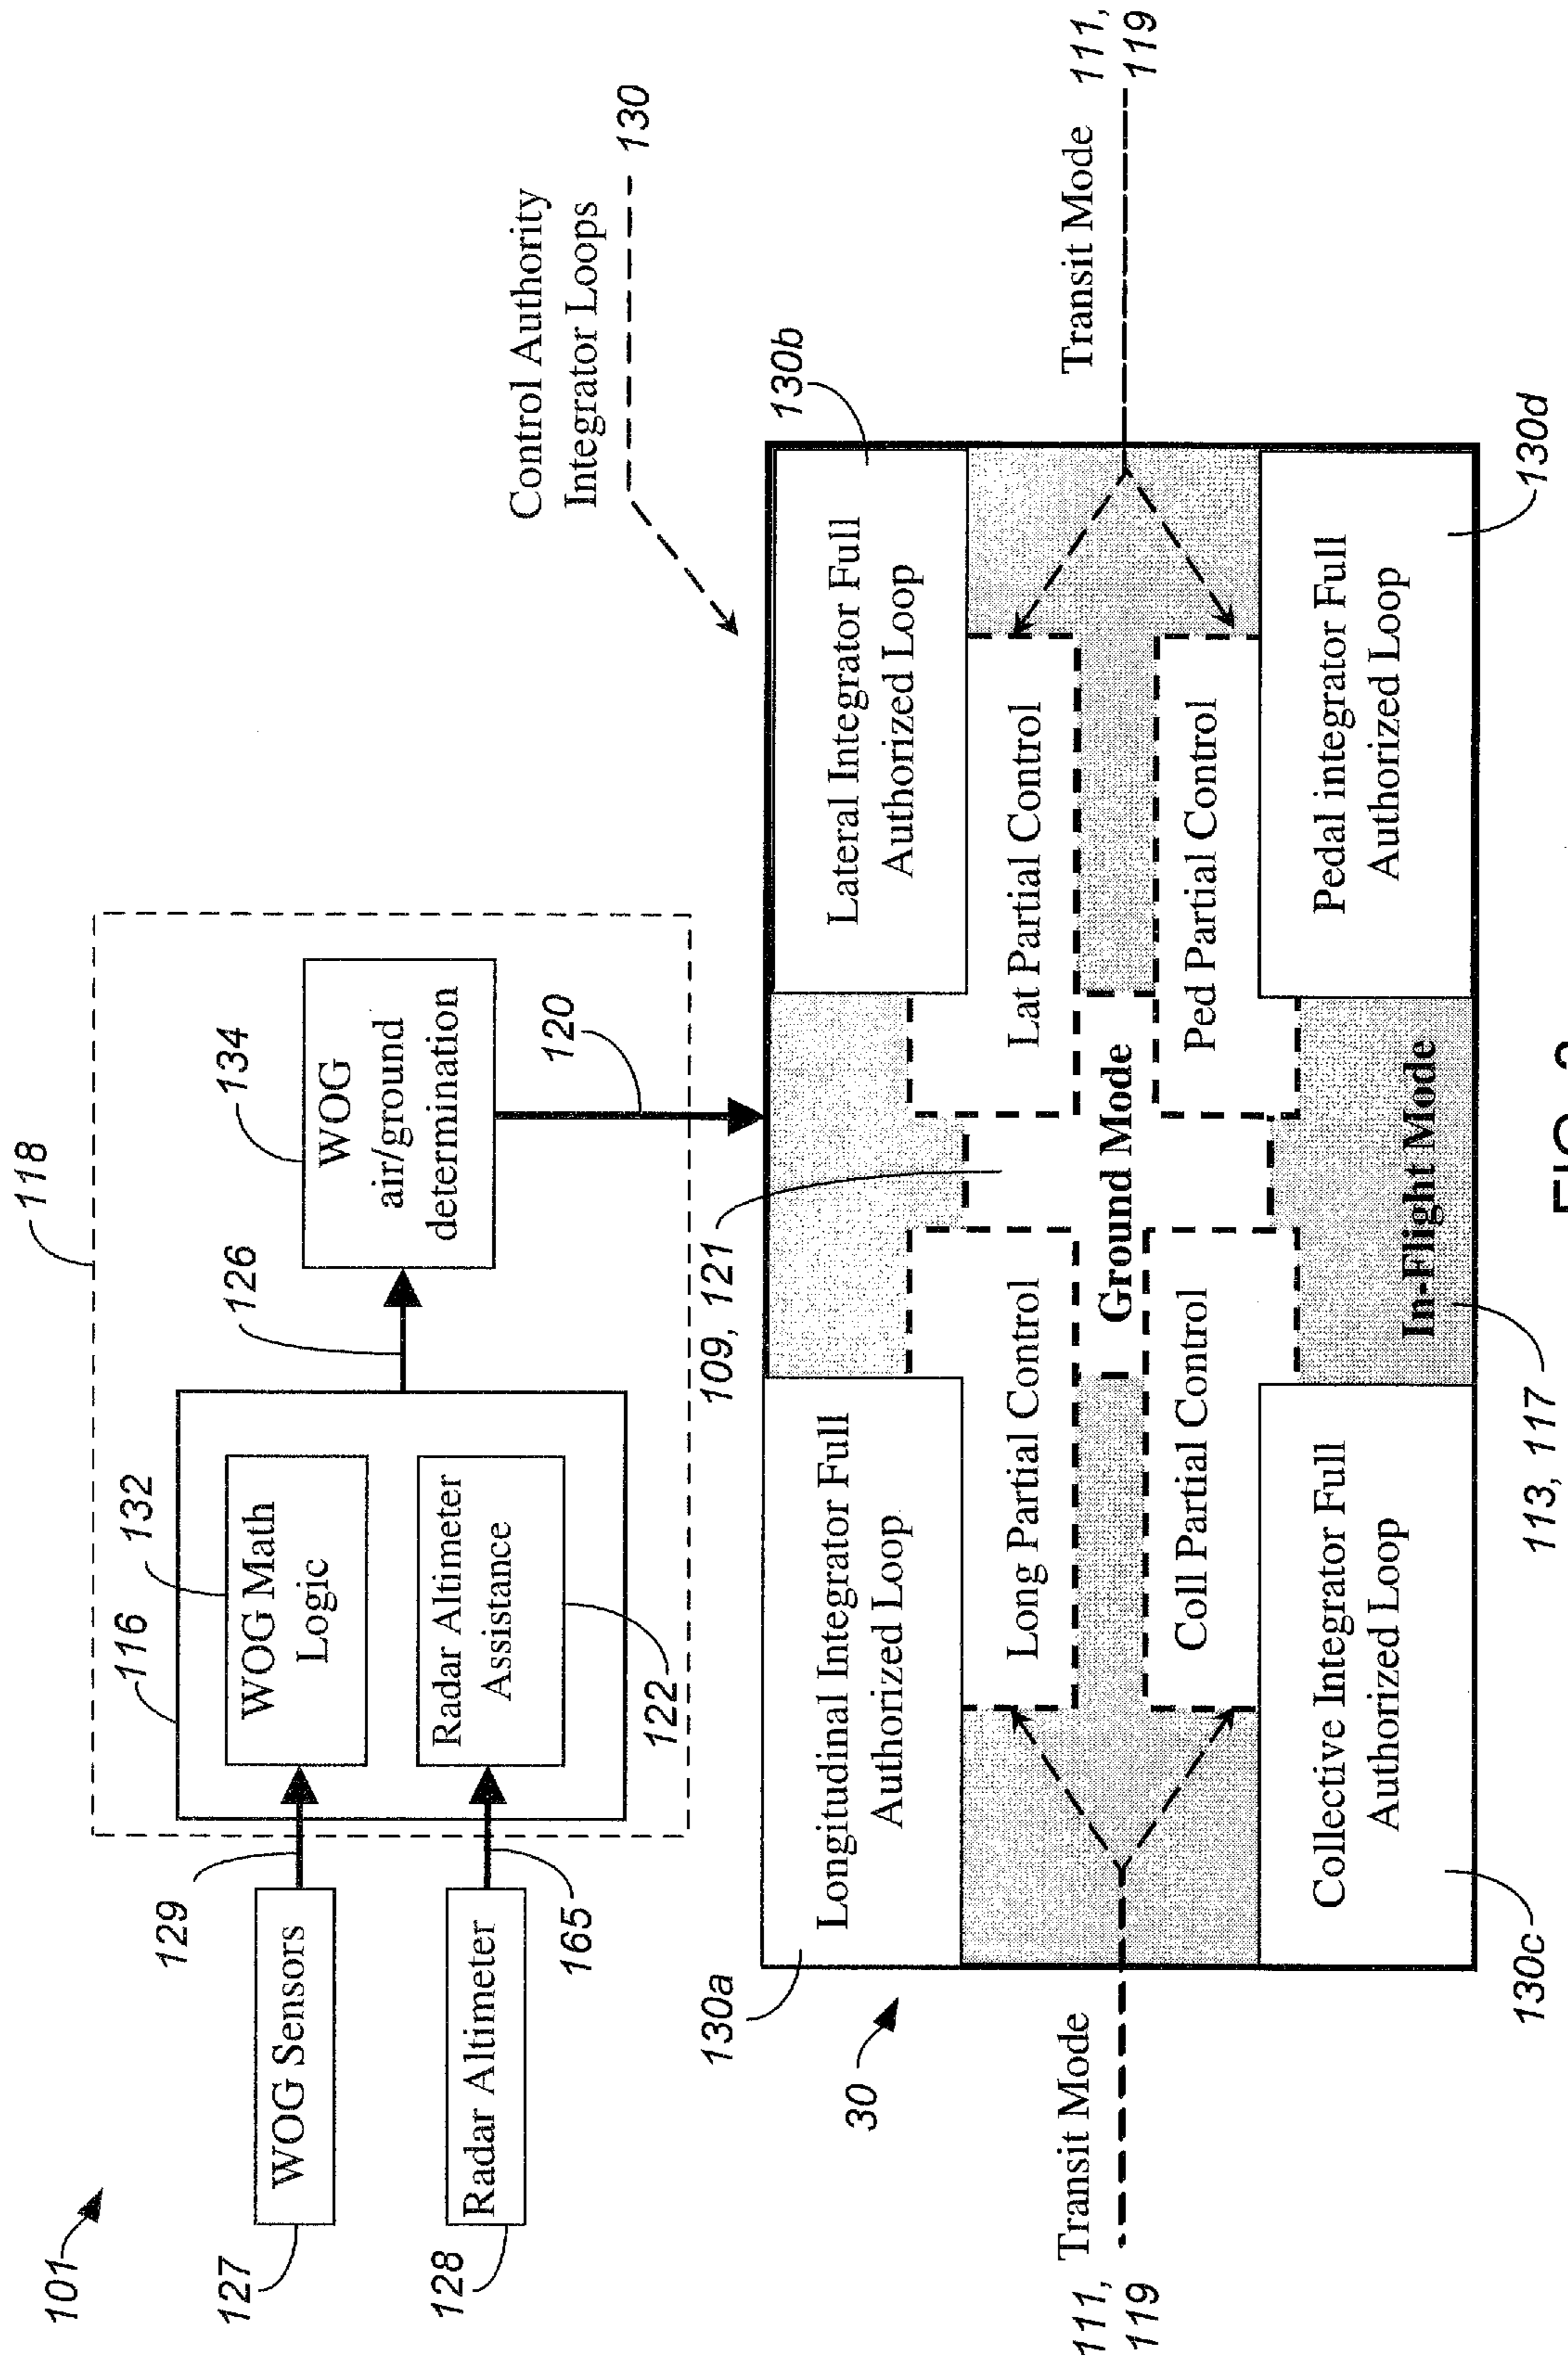 101
127
WOG Sensors
129
128
Radar Altimeter
165
118
116
132
WOG Math
Logic
Radar Altimeter
Assistance
122
126
134
WOG
air/ground
determination
120
Control Authority
Integrator Loops
130
30
130a
Longitudinal Integrator Full
Authorized Loop
109, 121
Lateral Integrator Full
Authorized Loop
130b
Long Partial Control
Lat Partial Control
111,
119
Transit Mode
Ground Mode
Transit Mode
111,
119
Coll Partial Control
Ped Partial Control
Collective Integrator Full
Authorized Loop
130c
In-Flight Mode
113, 117
Pedal integrator Full
Authorized Loop
130d